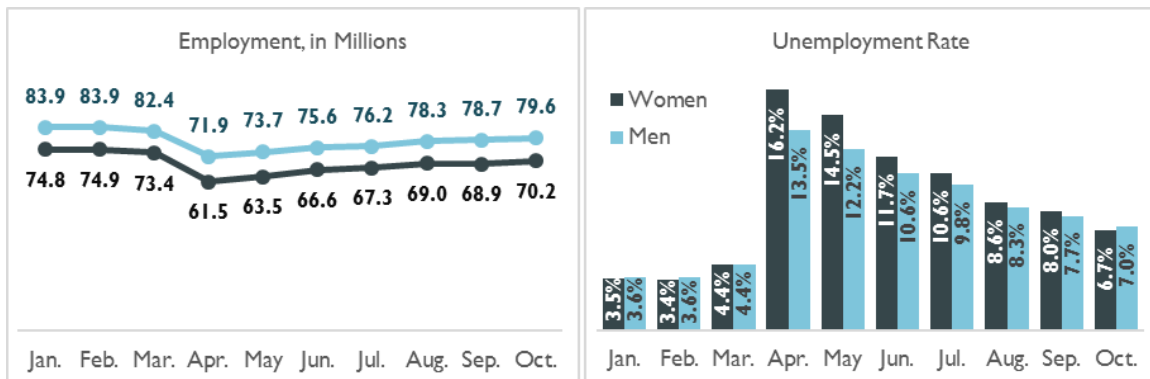 Employment, in Millions
83.9 83.9 82.4 71.9 73.7 75.6 76.2 78.3 78.7 79.6
74.8 74.9 73.4 61.5 63.5 66.6 67.3 69.0 68.9 70.2
Jan. Feb. Mar. Apr. May Jun. Jul. Aug. Sep. Oct.
Unemployment Rate
Women
Men
3.5% 3.6% 3.4% 3.6% 4.4% 4.4% 16.2% 13.5% 14.5% 12.2% 11.7% 10.6% 10.6% 9.8% 8.6% 8.3% 8.0% 7.7% 6.7% 7.0%
Jan. Feb. Mar. Apr. May Jun. Jul. Aug. Sep. Oct.